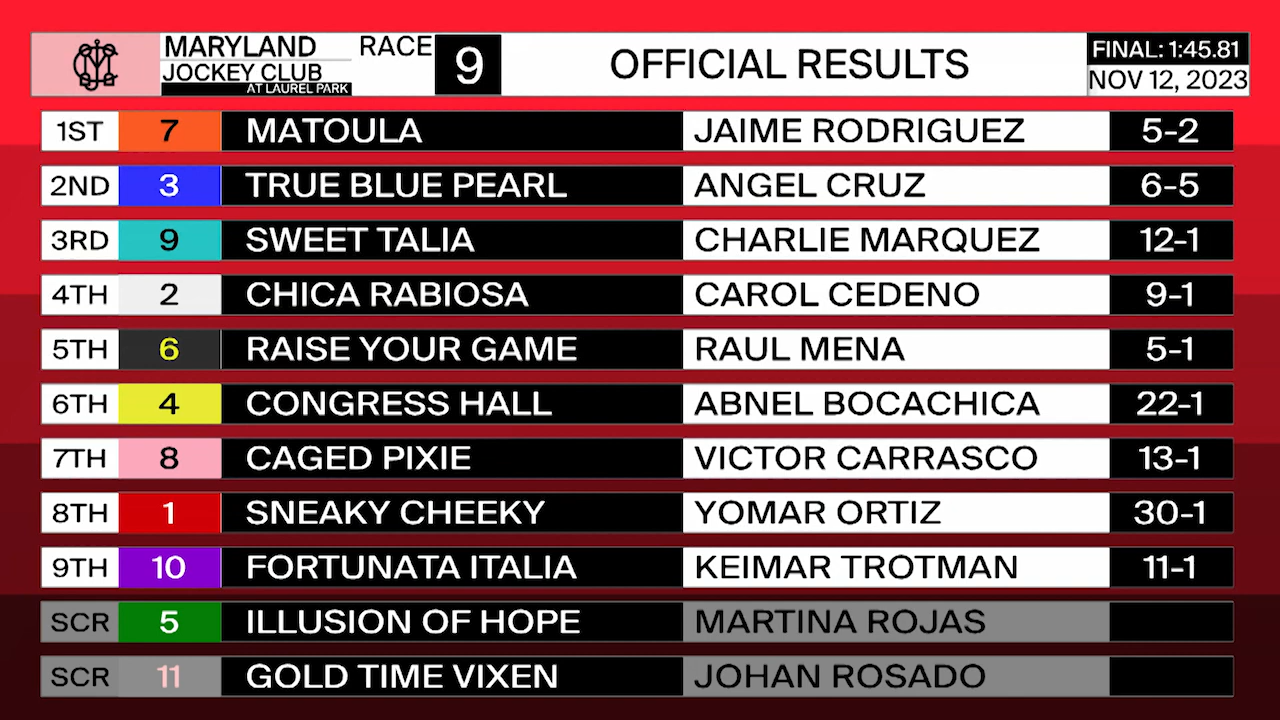 MARYLAND
JOCKEY CLUB
AT LAUREL PARK
RACE 9
OFFICIAL RESULTS
FINAL: 1:45.81
NOV 12, 2023
1ST 7 MATOULA JAIME RODRIGUEZ 5-2
2ND 3 TRUE BLUE PEARL ANGEL CRUZ 6-5
3RD 9 SWEET TALIA CHARLIE MARQUEZ 12-1
4TH 2 CHICA RABIOSA CAROL CEDENO 9-1
5TH 6 RAISE YOUR GAME RAUL MENA 5-1
6TH 4 CONGRESS HALL ABNEL BOCACHICA 22-1
7TH 8 CAGED PIXIE VICTOR CARRASCO 13-1
8TH 1 SNEAKY CHEEKY YOMAR ORTIZ 30-1
9TH 10 FORTUNATA ITALIA KEIMAR TROTMAN 11-1
SCR 5 ILLUSION OF HOPE MARTINA ROJAS
SCR 11 GOLD TIME VIXEN JOHAN ROSADO